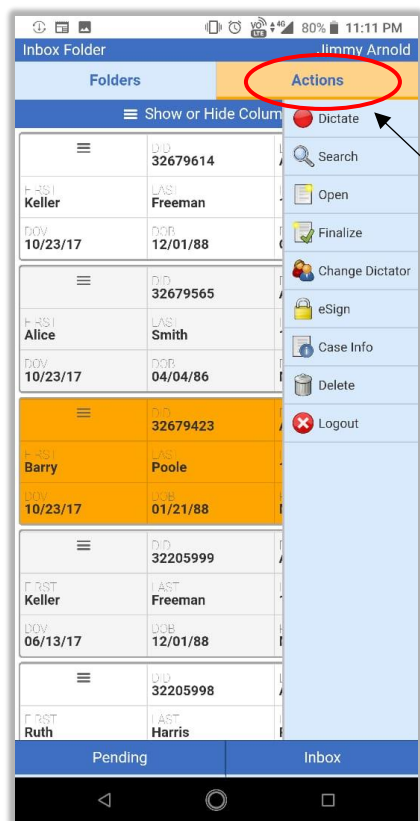 VO)) LTE 4G 80% 11:11 PM
Inbox Folder Jimmy Arnold
Folders Actions
Show or Hide Colum
Dictate
Search
Open
Finalize
Change Dictator
eSign
Case Info
Delete
Logout
DID
32679614
FIRST LAST
Keller Freeman
DOV DOB
10/23/17 12/01/88
DID
32679565
FIRST LAST
Alice Smith
DOV DOB
10/23/17 04/04/86
DID
32679423
FIRST LAST
Barry Poole
DOV DOB
10/23/17 01/21/88
DID
32205999
FIRST LAST
Keller Freeman
DOV DOB
06/13/17 12/01/88
DID
32205998
FIRST LAST
Ruth Harris
Pending Inbox